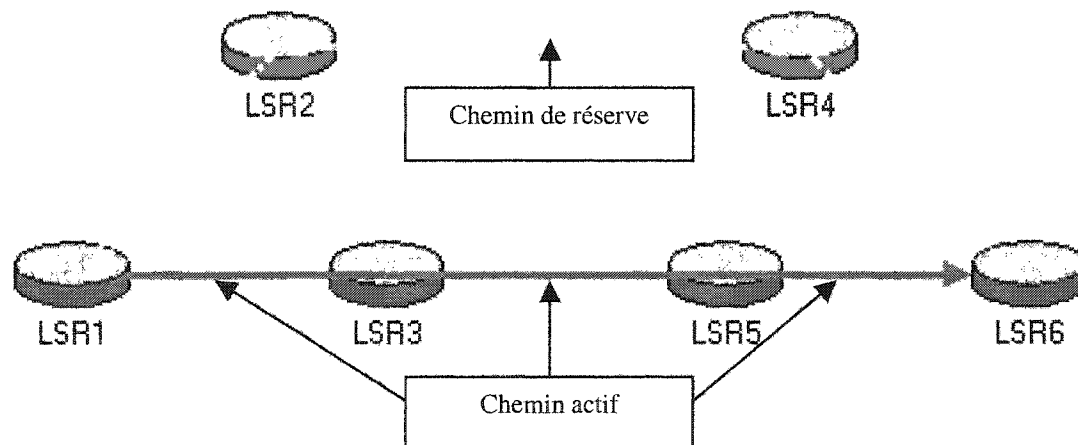 LSR2
LSR4
Chemin de réserve
LSR1
LSR3
LSR5
LSR6
Chemin actif